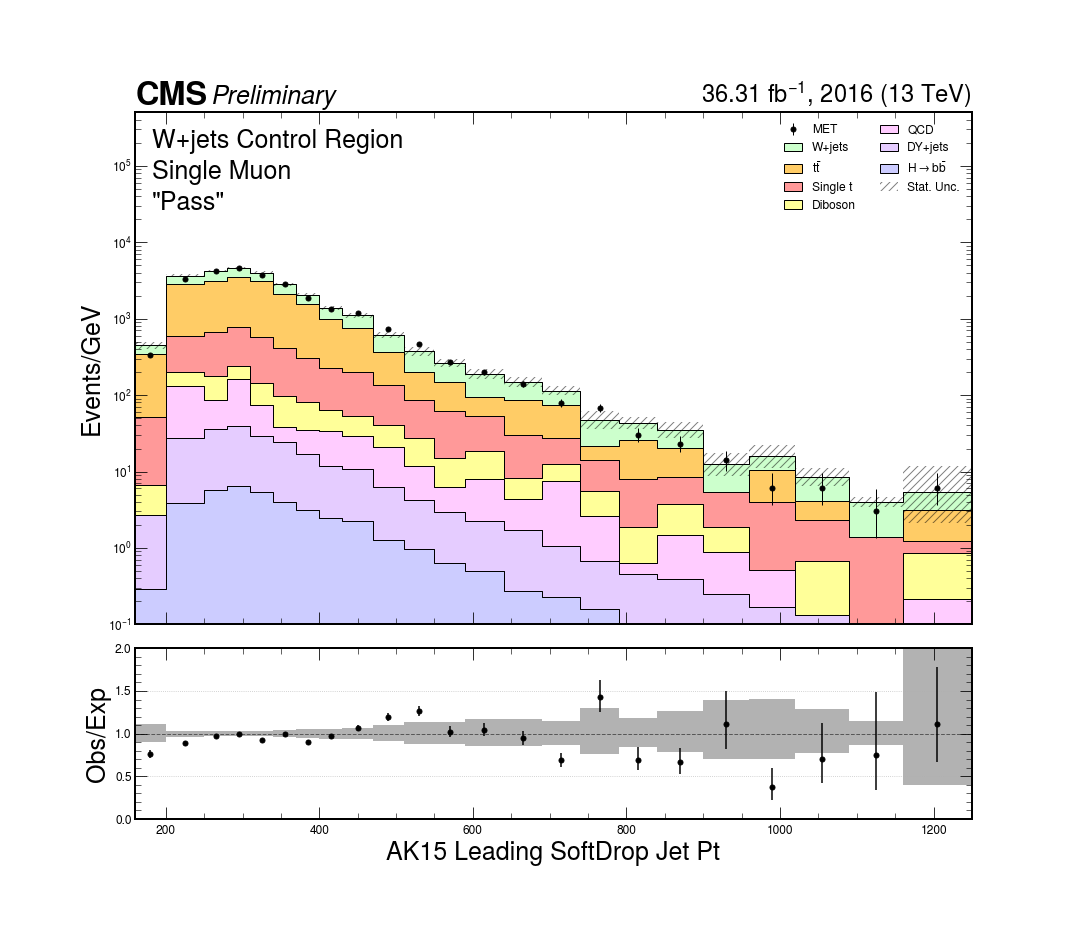 CMS Preliminary
36.31 fb⁻¹, 2016 (13 TeV)
W+jets Control Region
Single Muon
"Pass"
MET
W+jets
tt̄
Single t
Diboson
QCD
DY+jets
H→bb̄
Stat. Unc.
Events/GeV
10⁵
10⁴
10³
10²
10¹
10⁰
10⁻¹
Obs/Exp
2.0
1.5
1.0
0.5
0.0
200 400 600 800 1000 1200
AK15 Leading SoftDrop Jet Pt